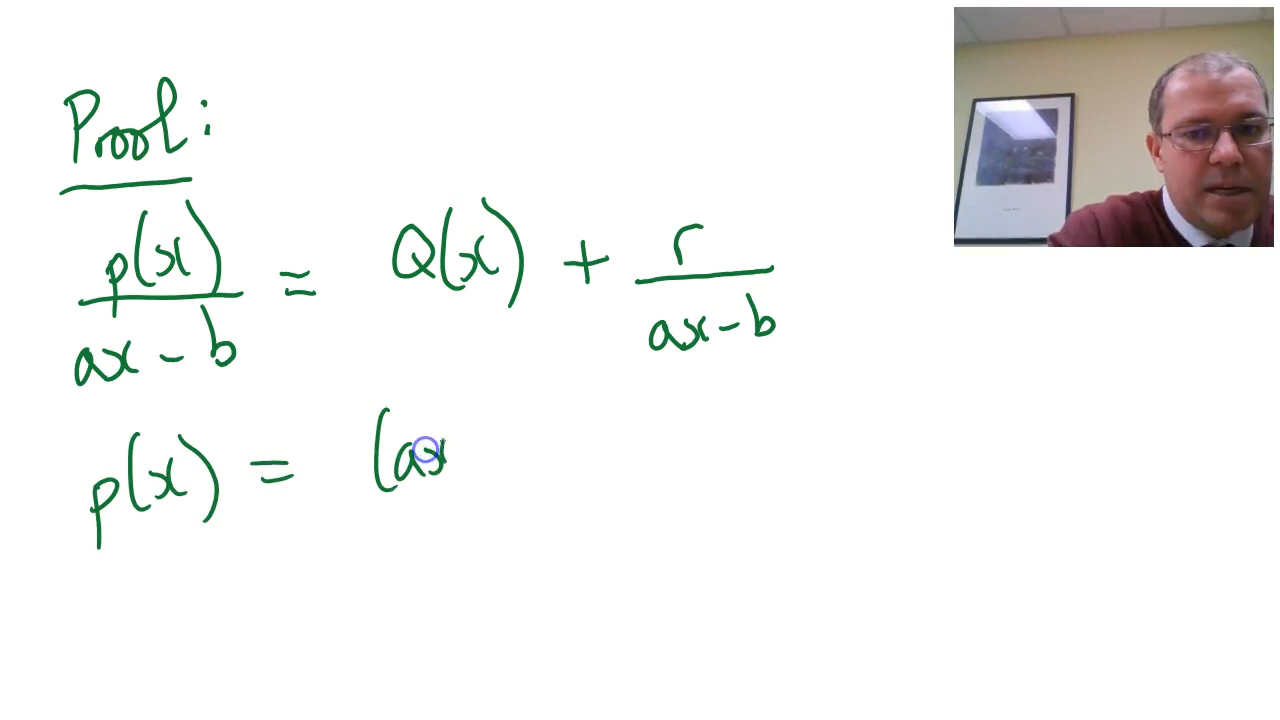 Proof:
p(x)/(ax - b) = Q(x) + r/(ax - b)
p(x) = (ax